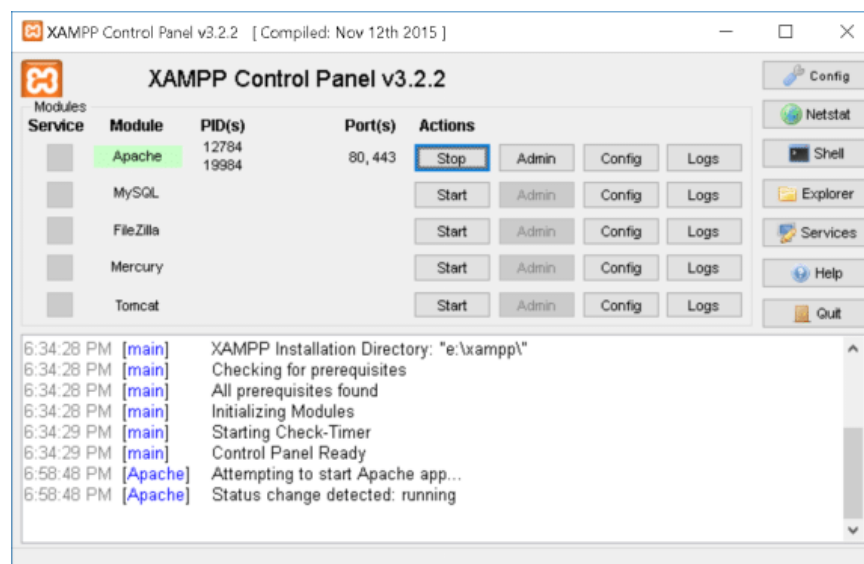 XAMPP Control Panel v3.2.2 [ Compiled: Nov 12th 2015 ]
XAMPP Control Panel v3.2.2
Config
Modules
Netstat
Service Module PID(s) Port(s) Actions
Apache 12784 19984 80, 443 Stop Admin Config Logs
Shell
MySQL Start Admin Config Logs
Explorer
FileZilla Start Admin Config Logs
Services
Mercury Start Admin Config Logs
Help
Tomcat Start Admin Config Logs
Quit
6:34:28 PM [main] XAMPP Installation Directory: "e:\xampp\"
6:34:28 PM [main] Checking for prerequisites
6:34:28 PM [main] All prerequisites found
6:34:28 PM [main] Initializing Modules
6:34:29 PM [main] Starting Check-Timer
6:34:29 PM [main] Control Panel Ready
6:58:48 PM [Apache] Attempting to start Apache app...
6:58:48 PM [Apache] Status change detected: running